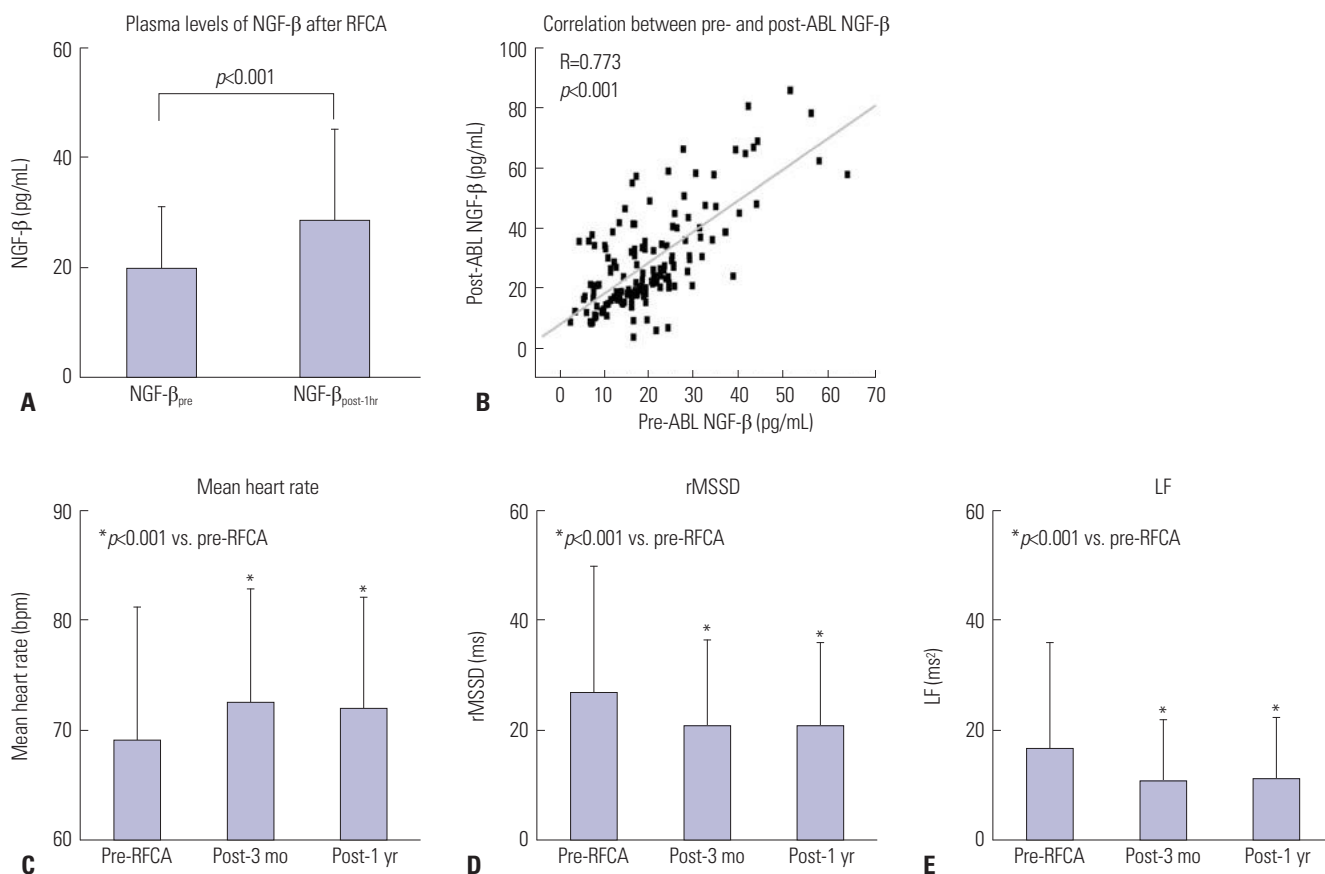 Plasma levels of NGF-β after RFCA
60
40
20
0
NGF-β (pg/mL)
p<0.001
NGF-βpre
NGF-βpost-1hr
A
Correlation between pre- and post-ABL NGF-β
100
80
60
40
20
0
Post-ABL NGF-β (pg/mL)
R=0.773
p<0.001
0 10 20 30 40 50 60 70
Pre-ABL NGF-β (pg/mL)
B
Mean heart rate
90
80
70
60
Mean heart rate (bpm)
*p<0.001 vs. pre-RFCA
*
*
Pre-RFCA Post-3 mo Post-1 yr
C
rMSSD
60
40
20
0
rMSSD (ms)
*p<0.001 vs. pre-RFCA
*
*
Pre-RFCA Post-3 mo Post-1 yr
D
LF
60
40
20
0
LF (ms²)
*p<0.001 vs. pre-RFCA
*
*
Pre-RFCA Post-3 mo Post-1 yr
E